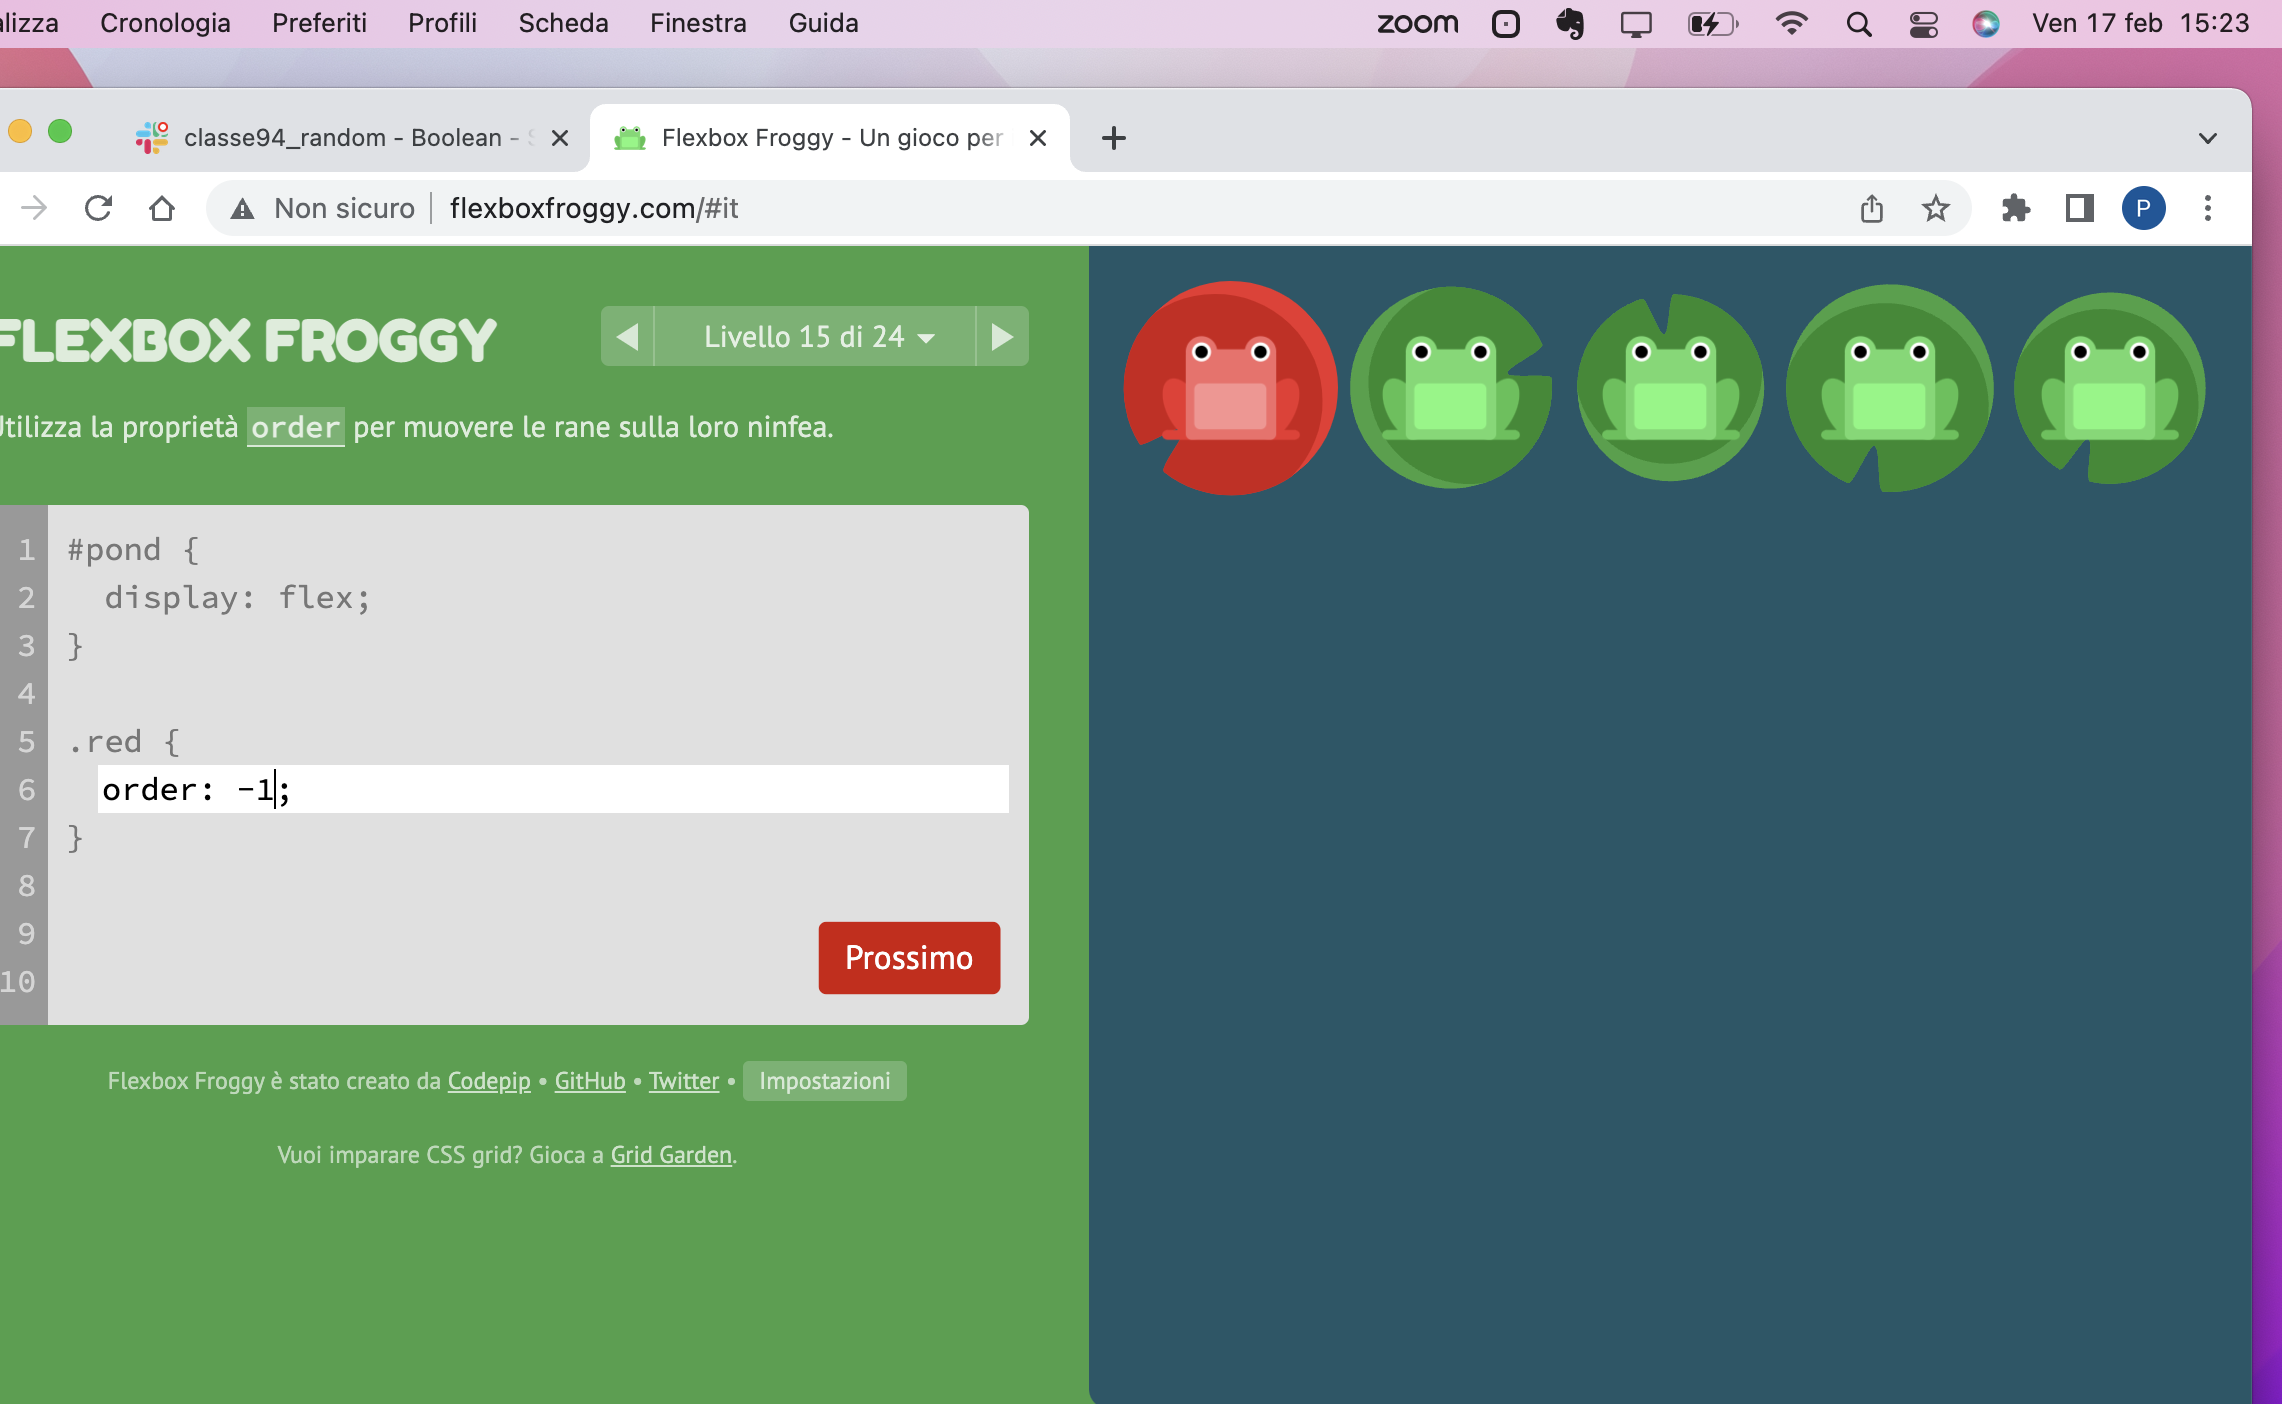 Cronologia Preferiti Profili Scheda Finestra Guida zoom Ven 17 feb 15:23
classe94_random - Boolean - Flexbox Froggy - Un gioco per
Non sicuro flexboxfroggy.com/#it P
FLEXBOX FROGGY
Livello 15 di 24
Utilizza la proprietà order per muovere le rane sulla loro ninfea.
1 #pond {
2 display: flex;
3 }
4
5 .red {
6 order: -1;
7 }
8
9
10
Prossimo
Flexbox Froggy è stato creato da Codepip • GitHub • Twitter • Impostazioni
Vuoi imparare CSS grid? Gioca a Grid Garden.